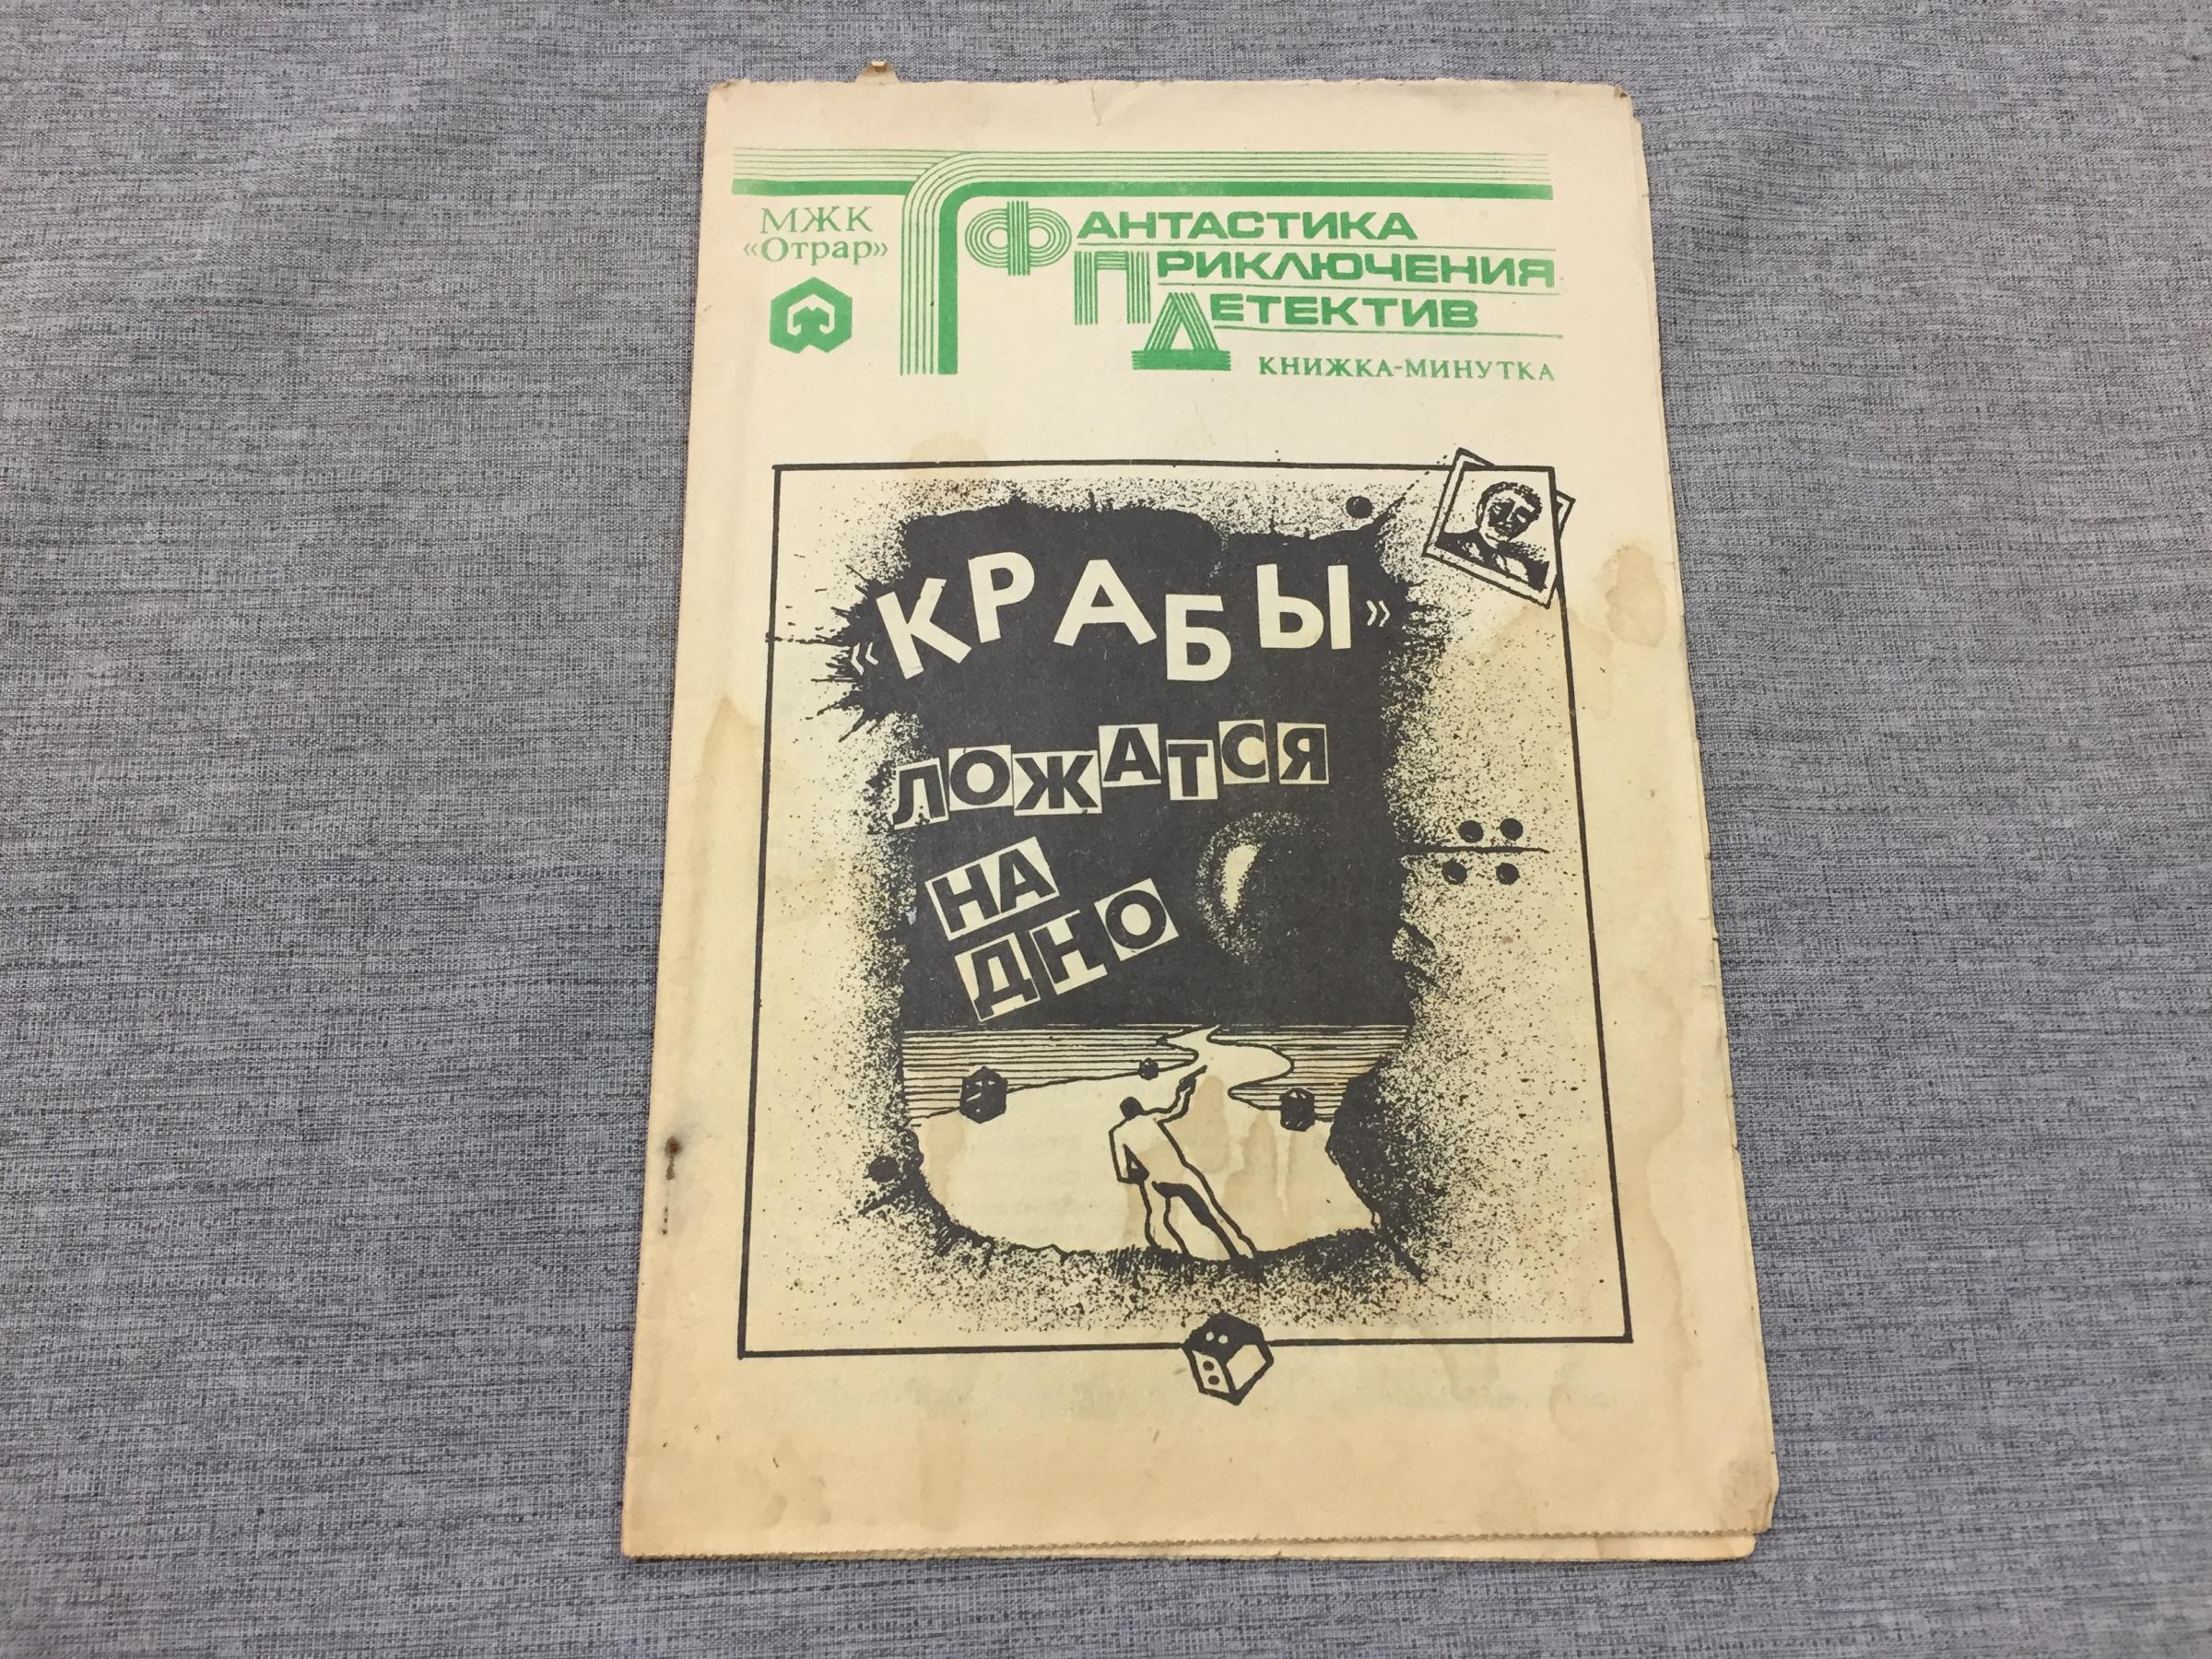 МЖК
«Отрар»
ФАНТАСТИКА
ПРИКЛЮЧЕНИЯ
ДЕТЕКТИВ
КНИЖКА-МИНУТКА
«КРАБЫ»
ЛОЖАТСЯ
НА
ДНО